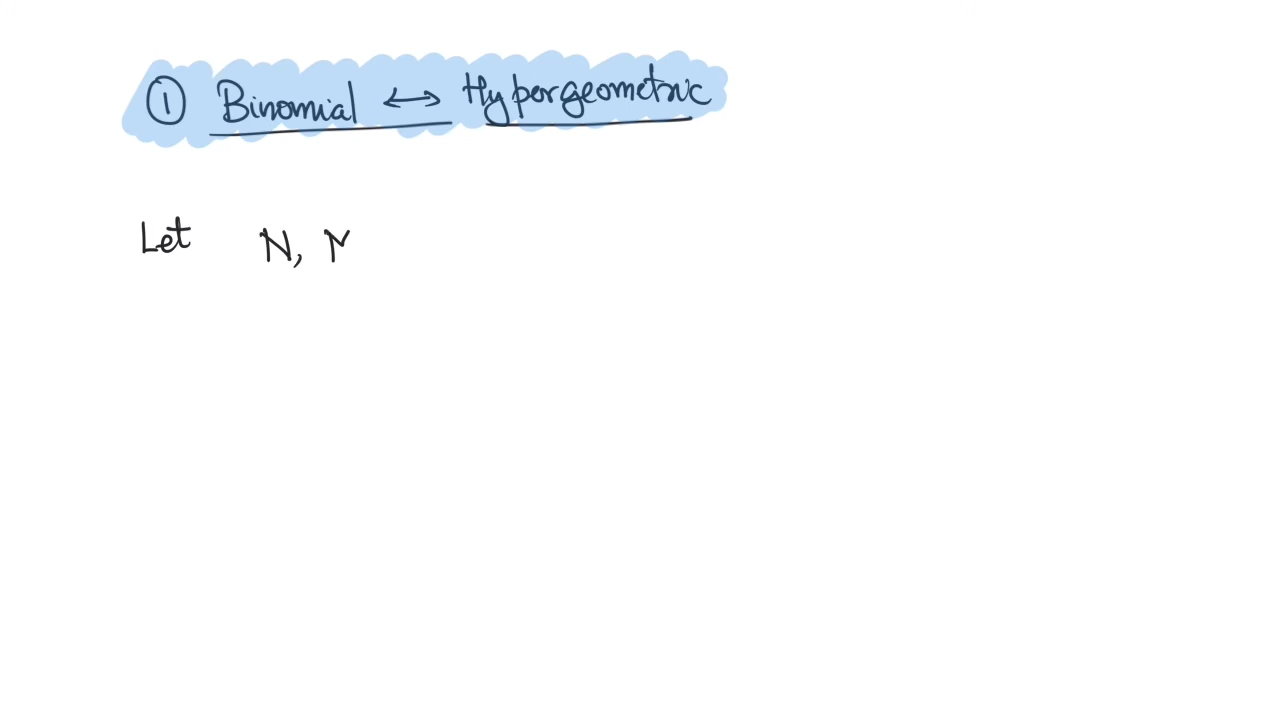 ① Binomial ↔ Hypergeometric
Let N,